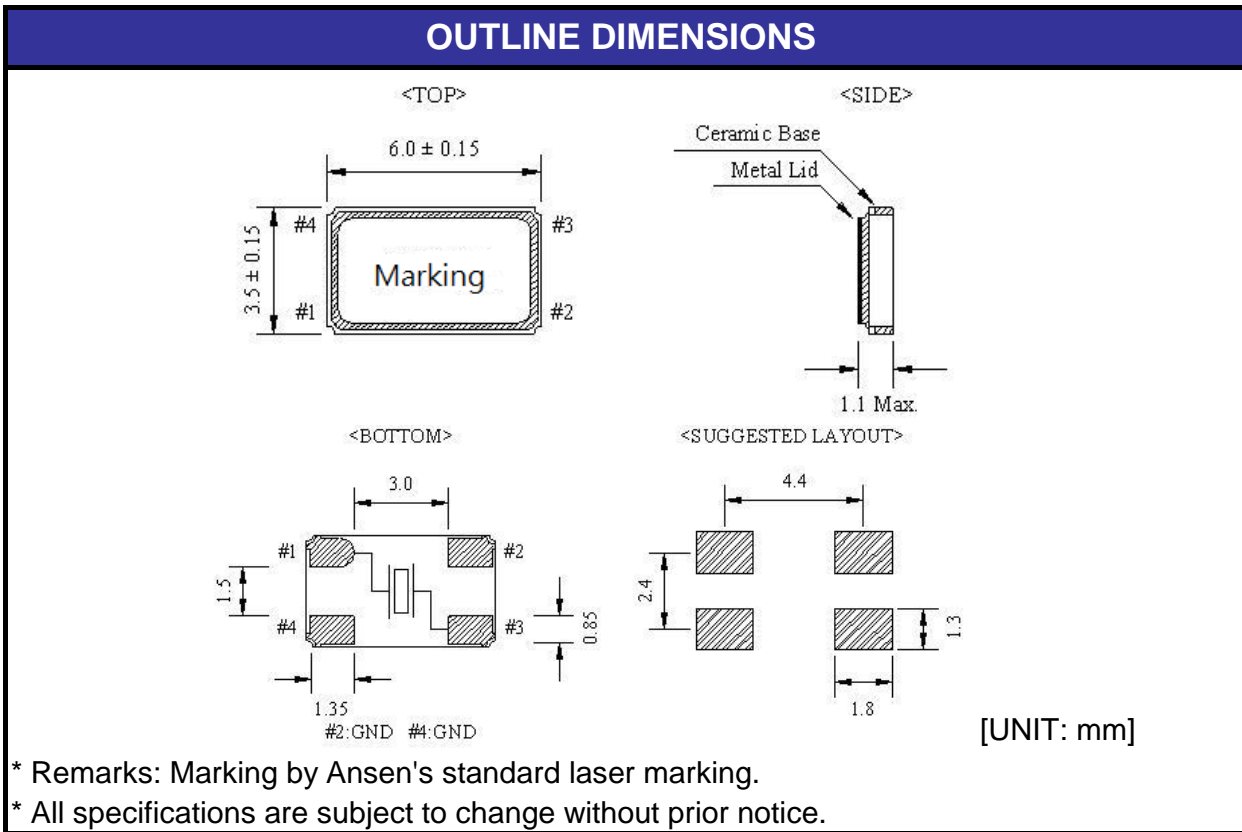 OUTLINE DIMENSIONS
<TOP>
<SIDE>
6.0 ± 0.15
Ceramic Base
Metal Lid
3.5 ± 0.15
#4
#3
Marking
#1
#2
1.1 Max.
<BOTTOM>
<SUGGESTED LAYOUT>
3.0
4.4
#1
#2
1.5
2.4
#4
#3
0.85
1.3
1.35
1.8
#2:GND #4:GND
[UNIT: mm]
* Remarks: Marking by Ansen's standard laser marking.
* All specifications are subject to change without prior notice.